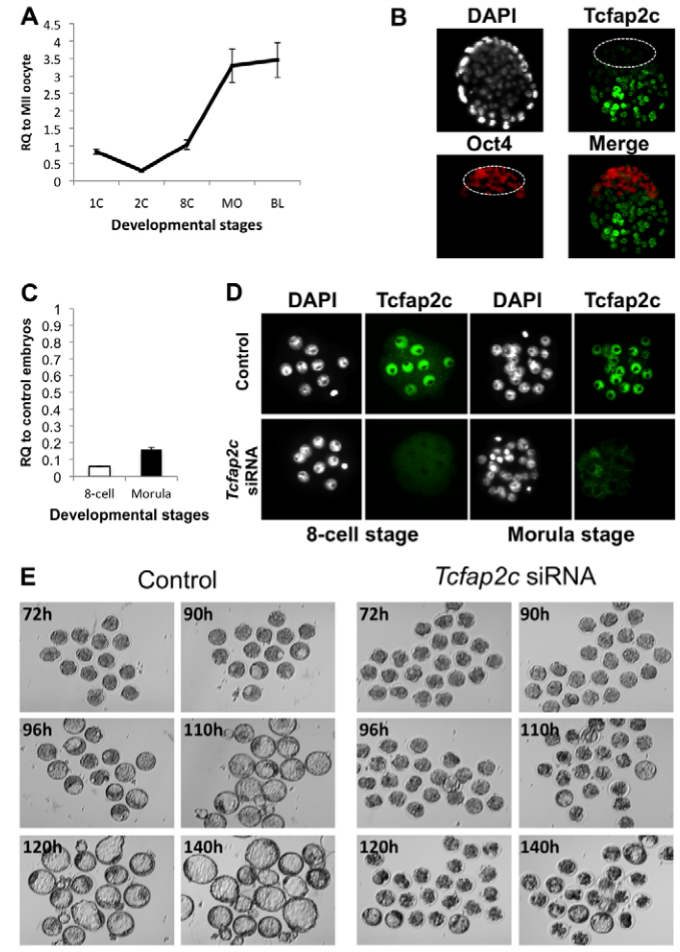 A
RQ to MII oocyte
4.5
4
3.5
3
2.5
2
1.5
1
0.5
0
1C 2C 8C MO BL
Developmental stages
B
DAPI Tcfap2c
Oct4 Merge
C
RQ to control embryos
1
0.9
0.8
0.7
0.6
0.5
0.4
0.3
0.2
0.1
0
8-cell Morula
Developmental stages
D
DAPI Tcfap2c DAPI Tcfap2c
Control
Tcfap2c
siRNA
8-cell stage Morula stage
E
Control Tcfap2c siRNA
72h 90h 72h 90h
96h 110h 96h 110h
120h 140h 120h 140h